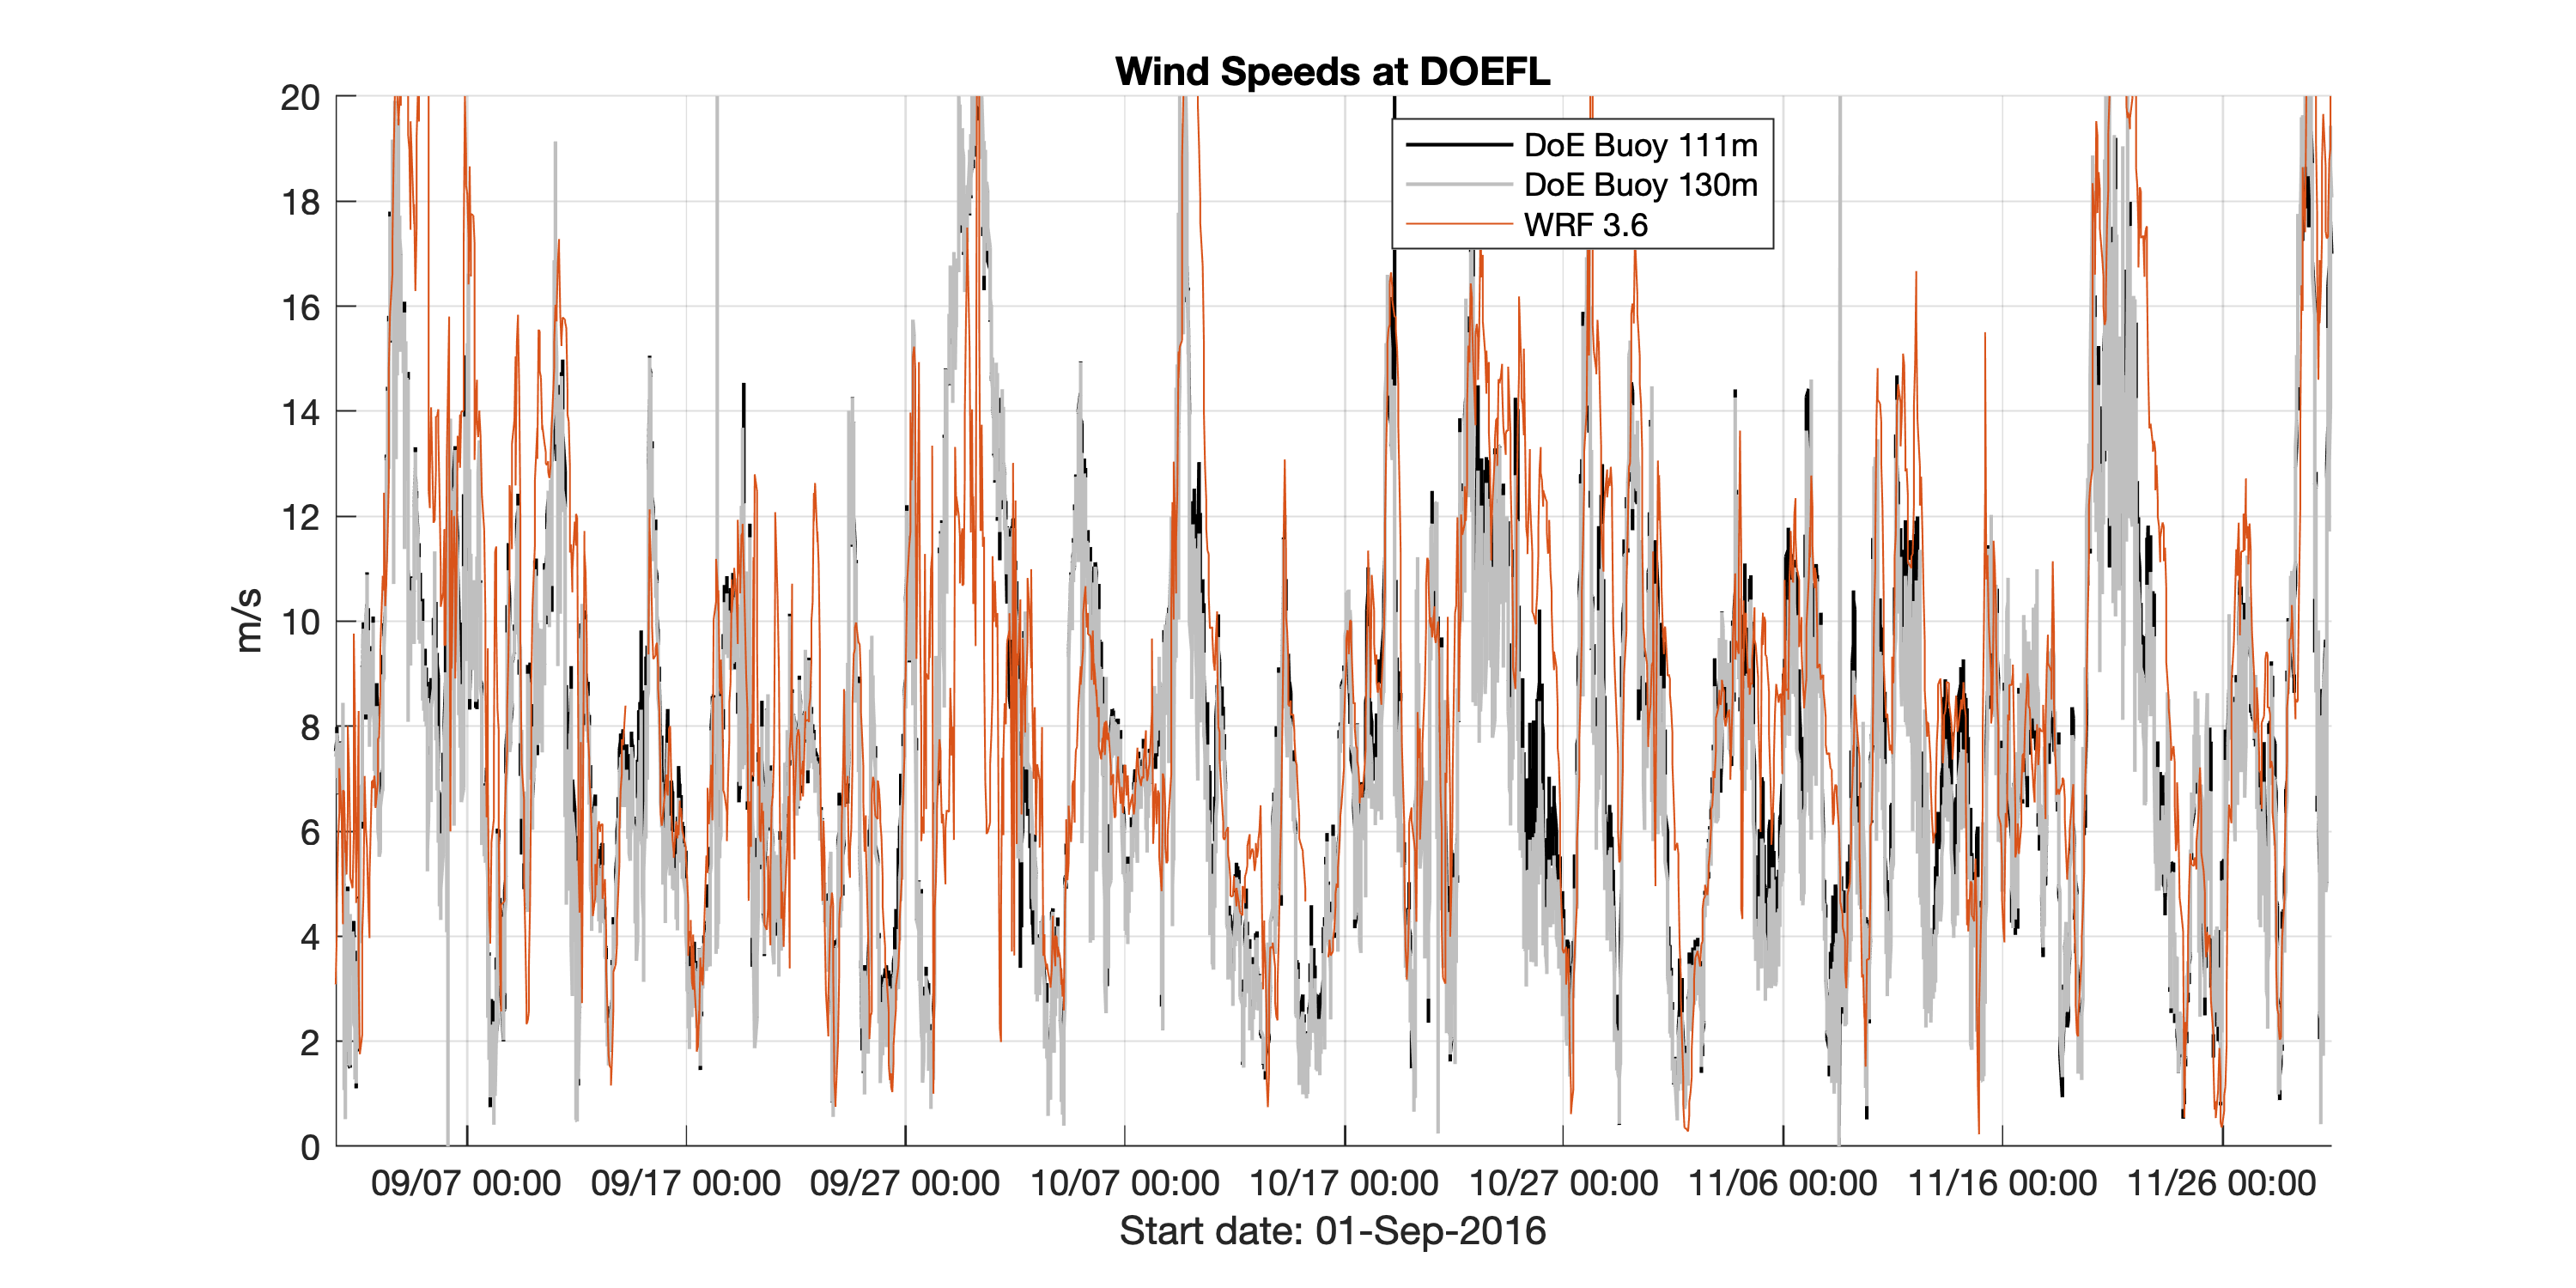 Wind Speeds at DOEFL
20
18
16
14
12
10
8
6
4
2
0
m/s
DoE Buoy 111m
DoE Buoy 130m
WRF 3.6
09/07 00:00 09/17 00:00 09/27 00:00 10/07 00:00 10/17 00:00 10/27 00:00 11/06 00:00 11/16 00:00 11/26 00:00
Start date: 01-Sep-2016